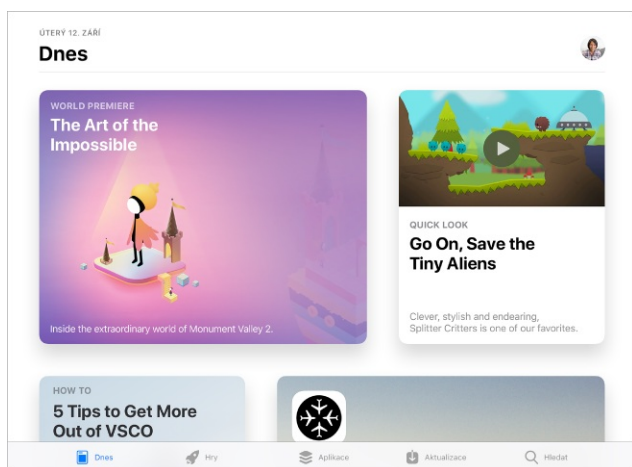 ÚTERÝ 12. ZÁŘÍ
Dnes
WORLD PREMIERE
The Art of the
Impossible
Inside the extraordinary world of Monument Valley 2.
QUICK LOOK
Go On, Save the
Tiny Aliens
Clever, stylish and endearing,
Splitter Critters is one of our favorites.
HOW TO
5 Tips to Get More
Out of VSCO
Dnes
Hry
Aplikace
Aktualizace
Hledat